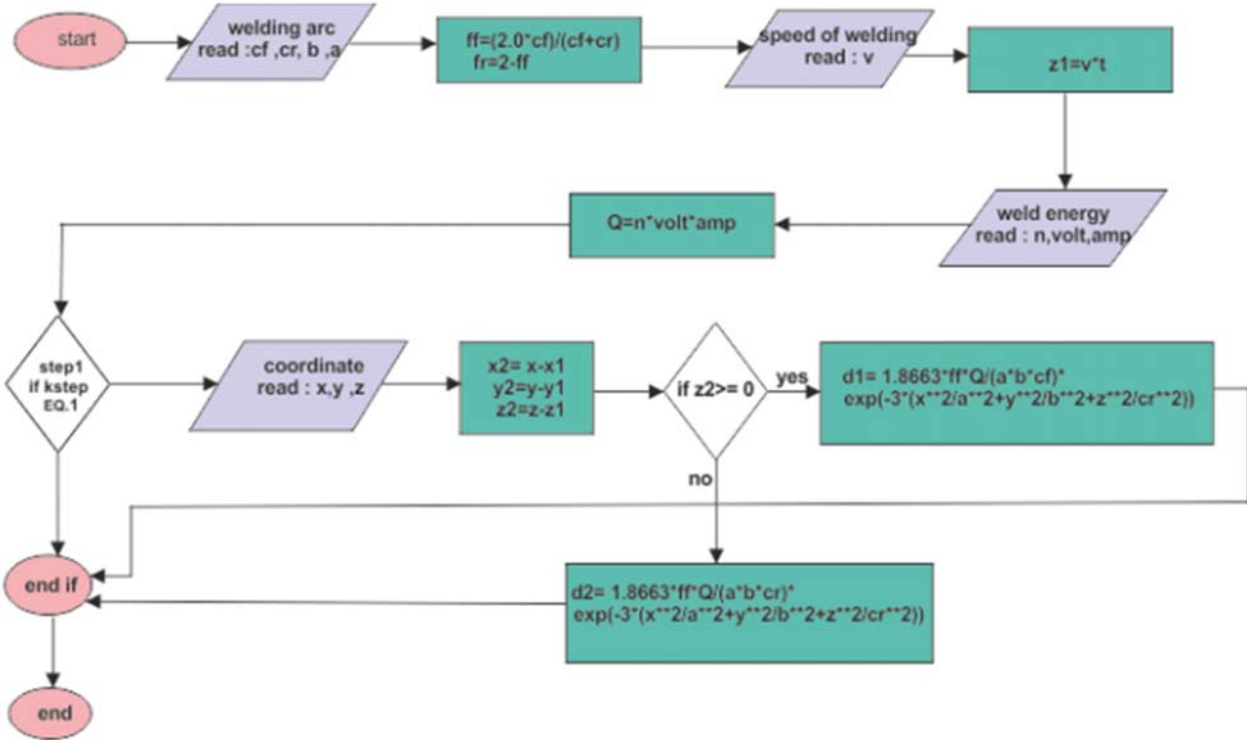 start
welding arc
read :cf ,cr, b ,a
ff=(2.0*cf)/(cf+cr)
fr=2-ff
speed of welding
read : v
z1=v*t
weld energy
read : n,volt,amp
Q=n*volt*amp
step1
if kstep
EQ.1
coordinate
read : x,y ,z
x2= x-x1
y2=y-y1
z2=z-z1
if z2>= 0
yes
d1= 1.8663*ff*Q/(a*b*cf)*
exp(-3*(x**2/a**2+y**2/b**2+z**2/cr**2))
no
end if
d2= 1.8663*ff*Q/(a*b*cr)*
exp(-3*(x**2/a**2+y**2/b**2+z**2/cr**2))
end